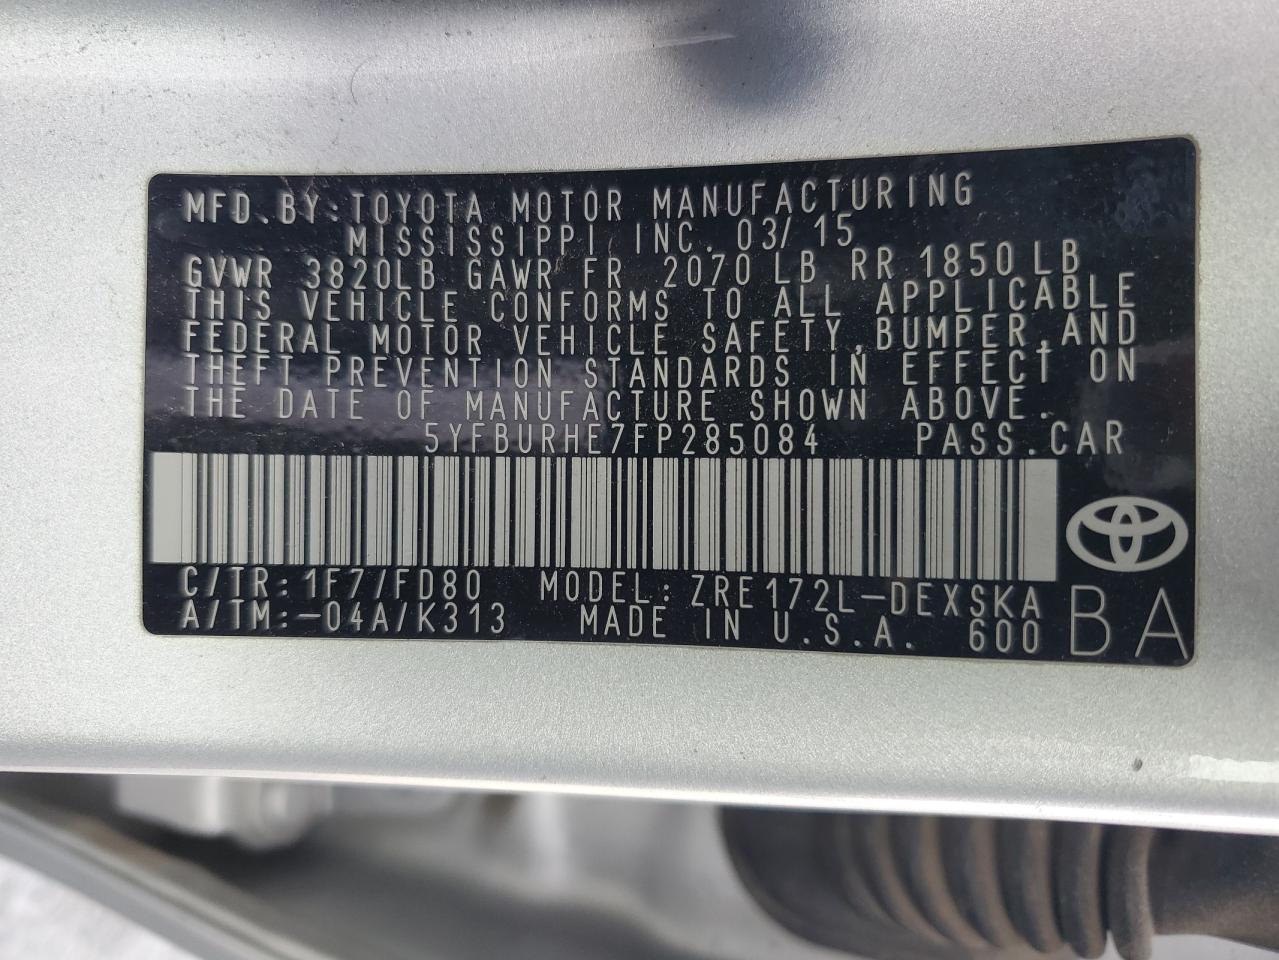 MFD.BY:TOYOTA MOTOR MANUFACTURING
MISSISSIPPI, INC. 03/15
GVWR 3820LB GAWR FR 2070 LB RR 1850 LB
THIS VEHICLE CONFORMS TO ALL APPLICABLE
FEDERAL MOTOR VEHICLE SAFETY, BUMPER, AND
THEFT PREVENTION STANDARDS IN EFFECT ON
THE DATE OF MANUFACTURE SHOWN ABOVE.
5YFBURHE7FP285084 PASS.CAR
C/TR:1F7/FD80 MODEL:ZRE172L-DEXSKA
A/TM:-04A/K313 MADE IN U.S.A. 600
BA